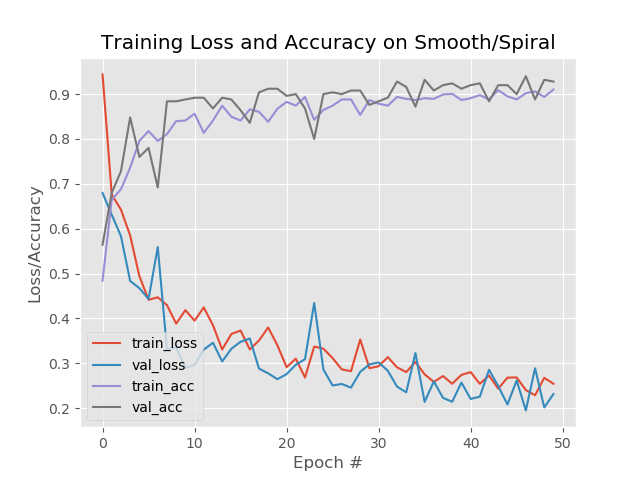 Training Loss and Accuracy on Smooth/Spiral
Loss/Accuracy
0.9
0.8
0.7
0.6
0.5
0.4
0.3
0.2
train_loss
val_loss
train_acc
val_acc
0 10 20 30 40 50
Epoch #